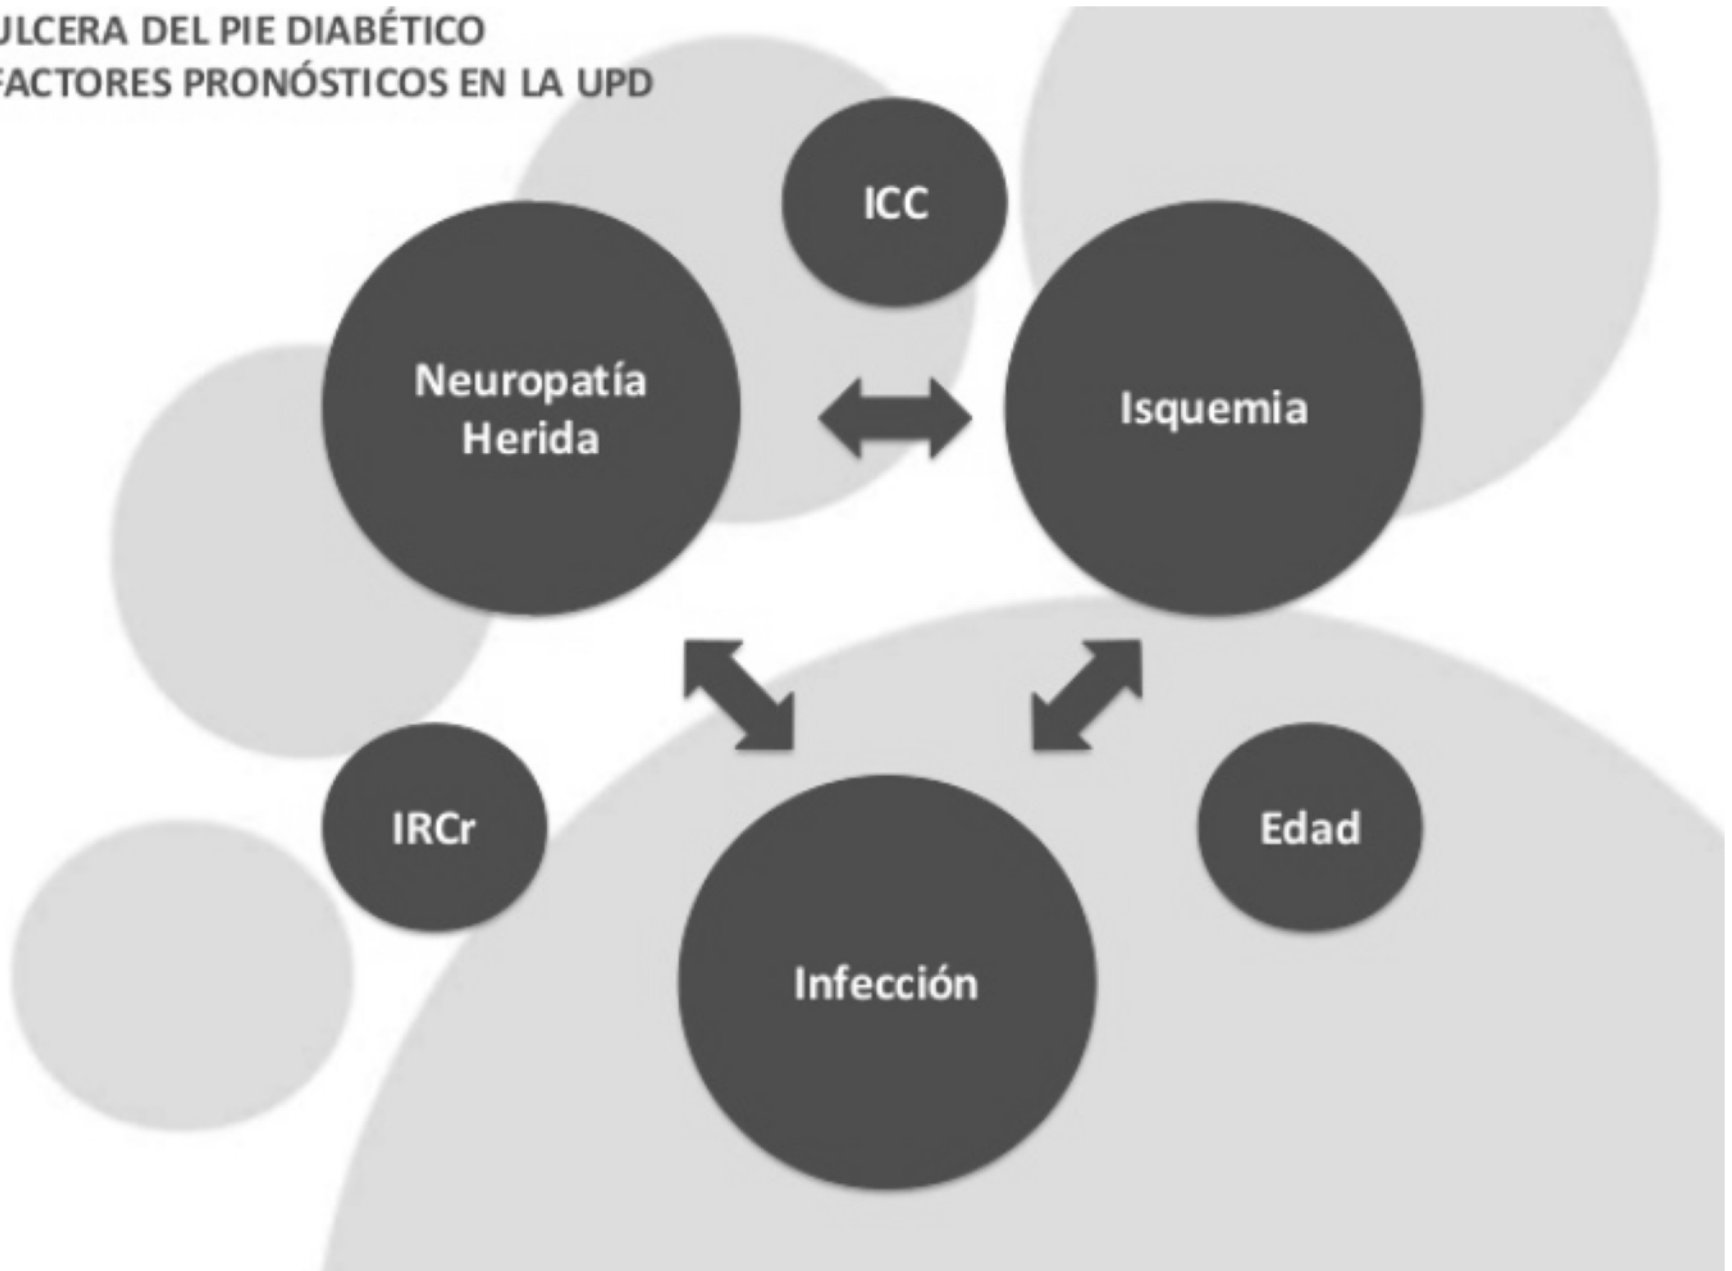 ULCERA DEL PIE DIABÉTICO
FACTORES PRONÓSTICOS EN LA UPD
ICC
Neuropatía
Herida
Isquemia
IRCr
Edad
Infección